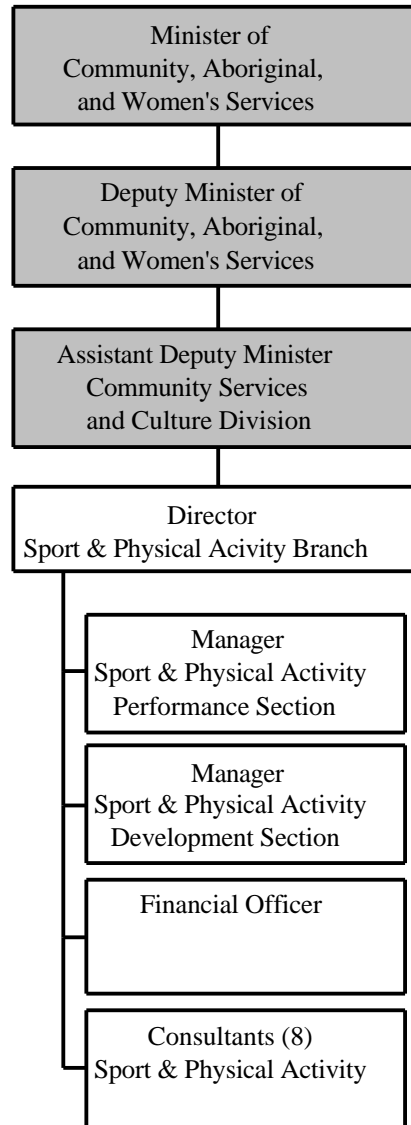 Minister of
Community, Aboriginal,
and Women's Services
Deputy Minister of
Community, Aboriginal,
and Women's Services
Assistant Deputy Minister
Community Services
and Culture Division
Director
Sport & Physical Acivity Branch
Manager
Sport & Physical Activity
Performance Section
Manager
Sport & Physical Activity
Development Section
Financial Officer
Consultants (8)
Sport & Physical Activity